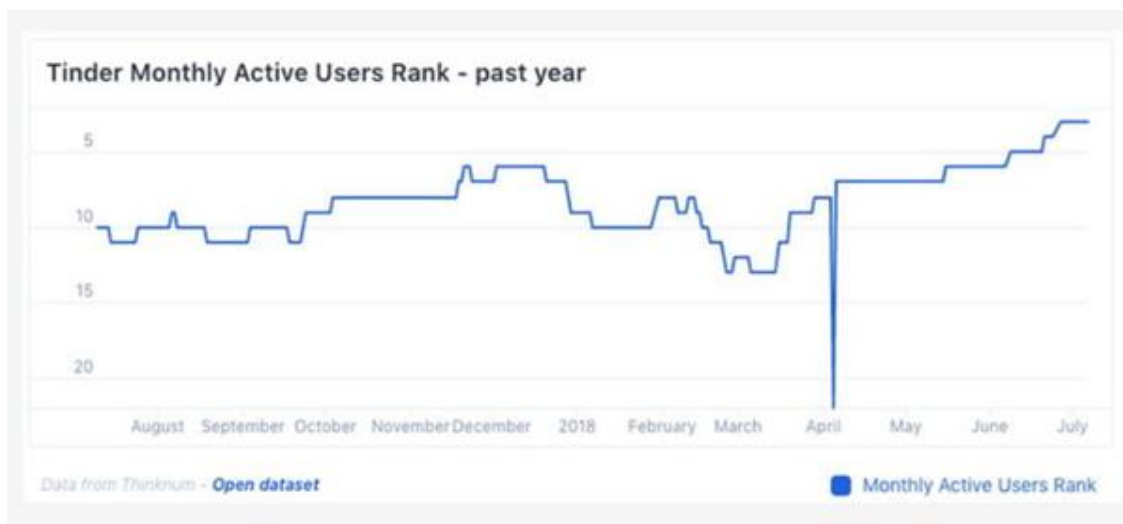 Tinder Monthly Active Users Rank - past year
5
10
15
20
August September October November December 2018 February March April May June July
Data from Thinknum - Open dataset
Monthly Active Users Rank